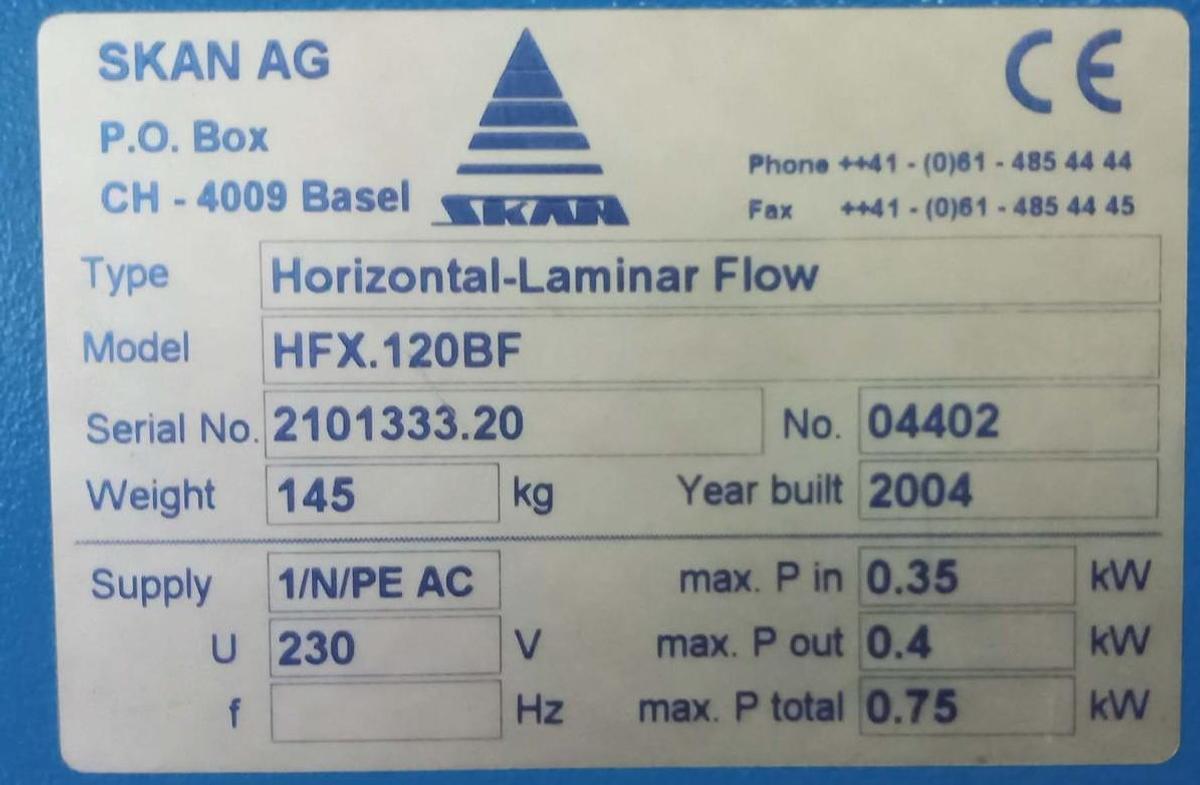 SKAN AG
P.O. Box
CH - 4009 Basel
SKAN
CE
Phone ++41 - (0)61 - 485 44 44
Fax ++41 - (0)61 - 485 44 45
Type Horizontal-Laminar Flow
Model HFX.120BF
Serial No. 2101333.20 No. 04402
Weight 145 kg Year built 2004
Supply 1/N/PE AC max. P in 0.35 kW
U 230 V max. P out 0.4 kW
f Hz max. P total 0.75 kW